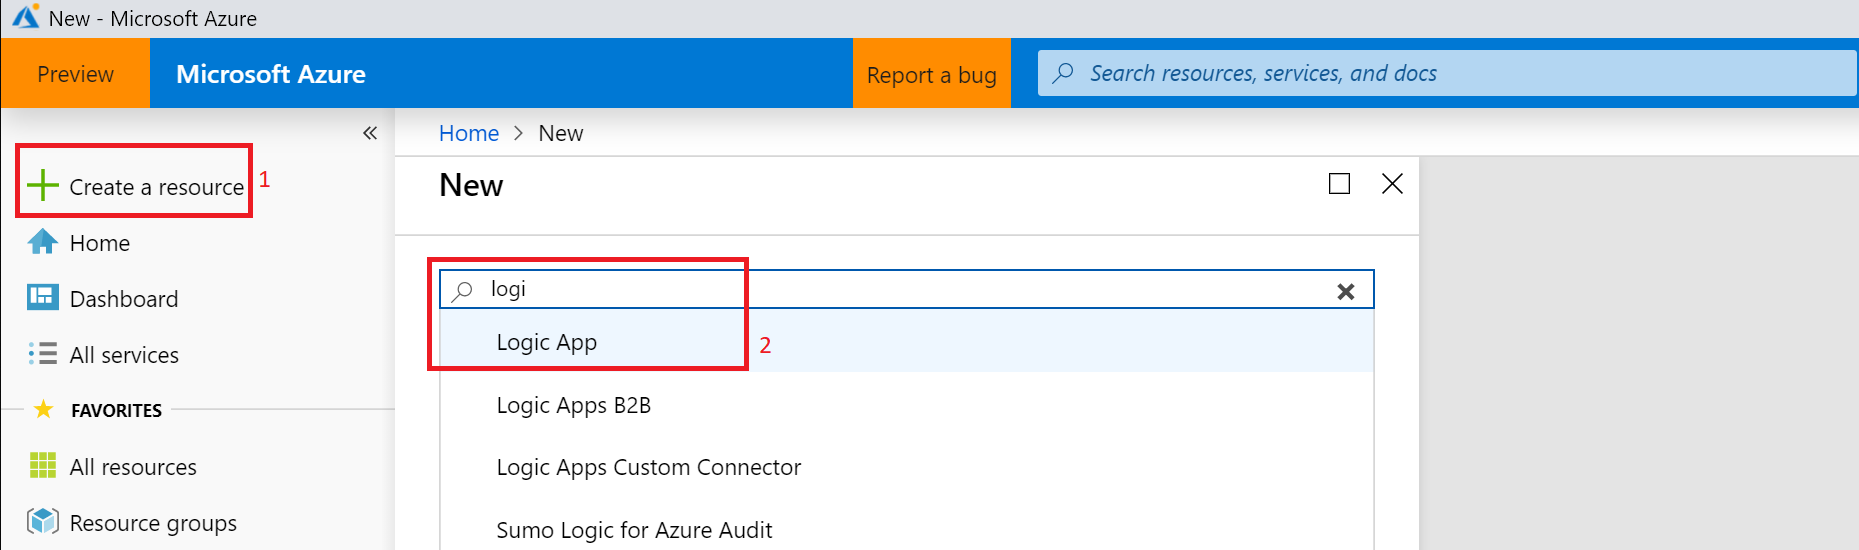 New - Microsoft Azure
Preview
Microsoft Azure
Report a bug
Search resources, services, and docs
«
Home > New
Create a resource 1
Home
Dashboard
All services
FAVORITES
All resources
Resource groups
New
logi
Logic App 2
Logic Apps B2B
Logic Apps Custom Connector
Sumo Logic for Azure Audit